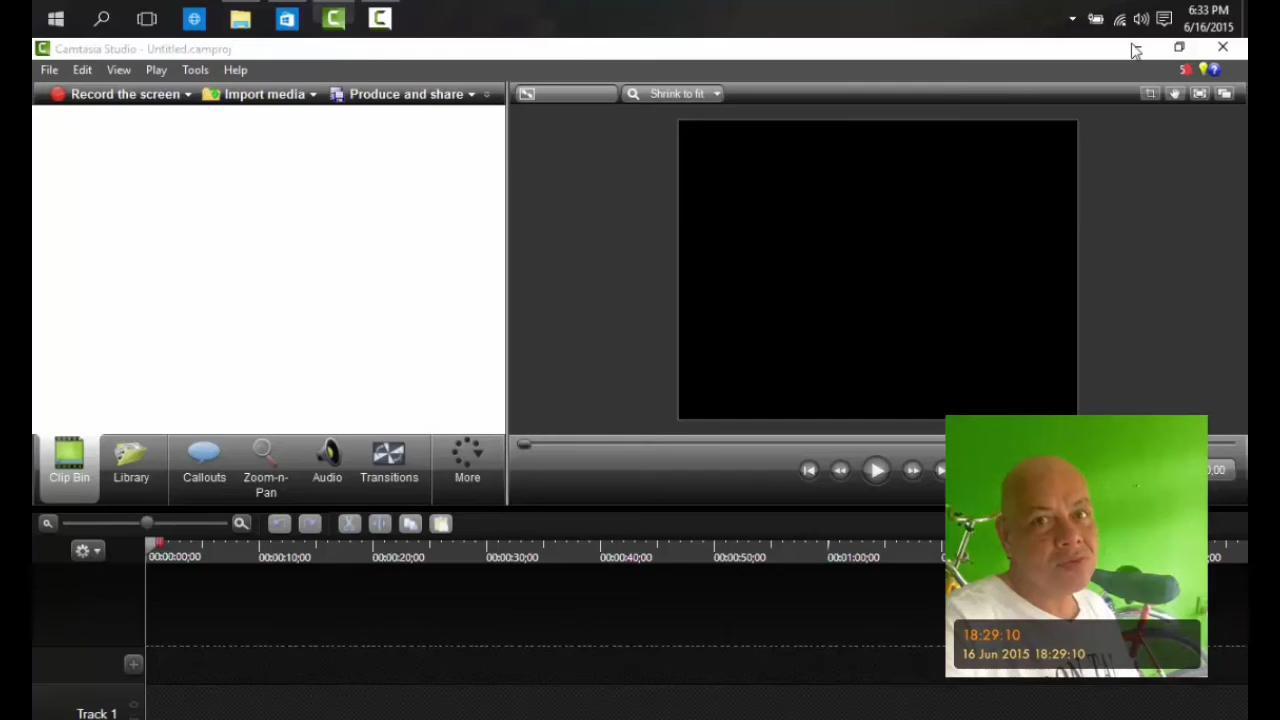 6:33 PM
6/16/2015
Camtasia Studio - Untitled.camproj
File Edit View Play Tools Help
Record the screen Import media Produce and share Shrink to fit
Clip Bin Library Callouts Zoom-n-Pan Audio Transitions More
00:00:00;00 00:00:10;00 00:00:20;00 00:00:30;00 00:00:40;00 00:00:50;00 00:01:00;00
18:29:10
16 Jun 2015 18:29:10
Track 1